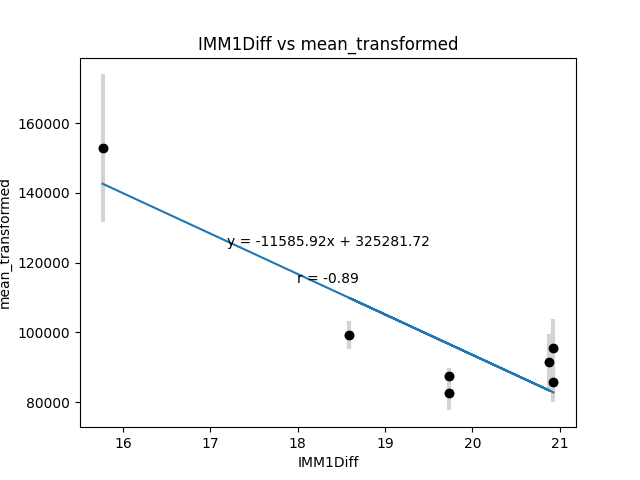 IMM1Diff vs mean_transformed
mean_transformed
160000
140000
120000
100000
80000
y = -11585.92x + 325281.72
r = -0.89
16
17
18
19
20
21
IMM1Diff